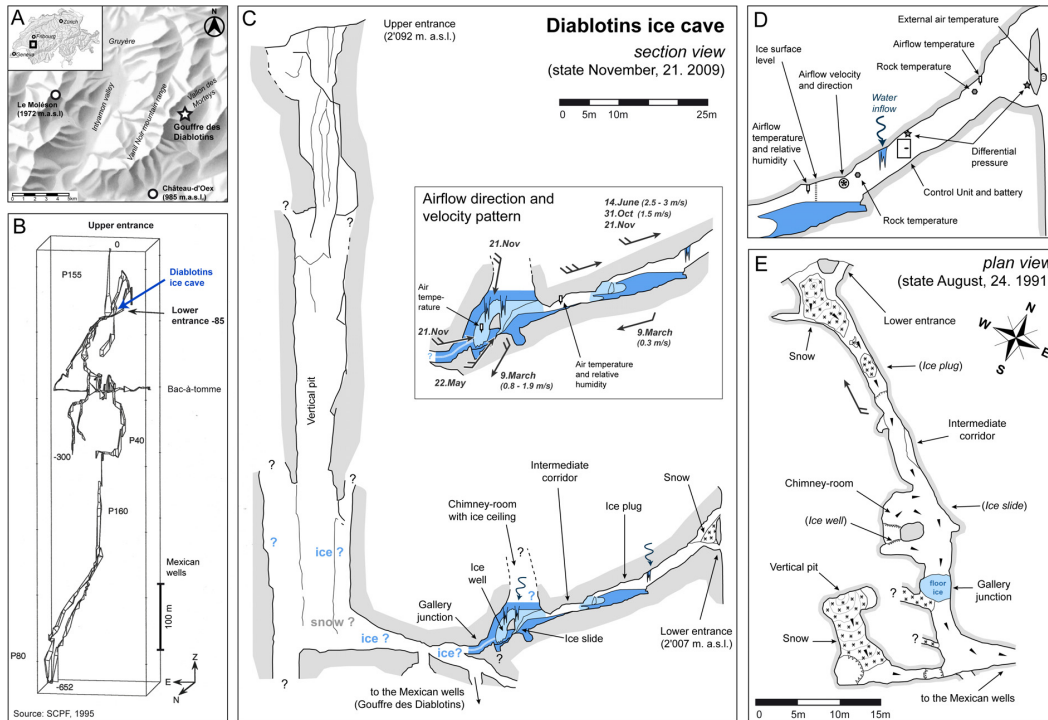 A
N
Zürich
Fribourg
Geneva
Gruyère
Le Moléson
(1972 m.a.s.l)
Intyamon valley
Vanil Noir mountain range
Vallon des
Morteys
Gouffre des
Diablotins
Château-d'Oex
(985 m.a.s.l.)
0 1 2 3 4 5km
B
Upper entrance
0
P155
Diablotins
ice cave
Lower
entrance -85
Bac-à-tomme
P40
-300
P160
Mexican
wells
100 m
P80
-652
Z
E
N
Source: SCPF, 1995
C
Upper entrance
(2'092 m. a.s.l.)
Diablotins ice cave
section view
(state November, 21. 2009)
0 5m 10m 25m
?
?
Vertical pit
Airflow direction and
velocity pattern
14.June (2.5 - 3 m/s)
31.Oct (1.5 m/s)
21.Nov
21.Nov
Air
tempe-
rature
21.Nov
?
22.May
9.March
(0.8 - 1.9 m/s)
9.March
(0.3 m/s)
Air temperature
and relative
humidity
?
?
?
?
ice ?
snow ?
ice ?
ice?
?
Chimney-room
with ice ceiling
?
?
Intermediate
corridor
Ice plug
Snow
Ice
well
Gallery
junction
Ice slide
?
?
Lower entrance
(2'007 m. a.s.l.)
to the Mexican wells
(Gouffre des Diablotins)
D
External air temperature
Airflow temperature
Rock temperature
Ice surface
level
Airflow velocity
and direction
Water
inflow
Airflow
temperature
and relative
humidity
Differential
pressure
Control Unit and battery
Rock temperature
E
plan view
(state August, 24. 1991)
Lower entrance
N
W
E
S
Snow
(Ice plug)
Intermediate
corridor
Chimney-room
(Ice slide)
(Ice well)
Vertical pit
?
floor
ice
Gallery
junction
Snow
?
to the Mexican wells
0 5m 10m 15m